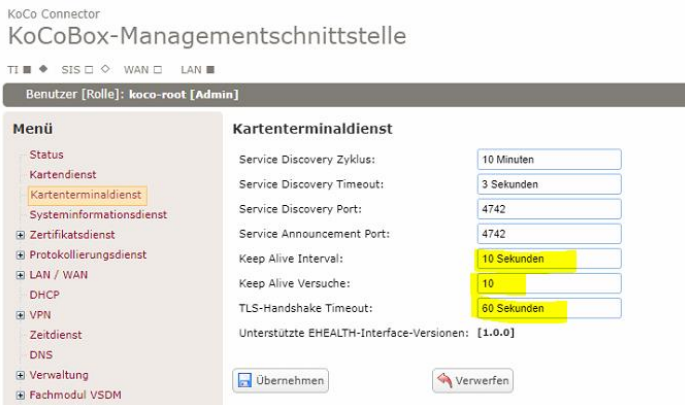 KoCo Connector
KoCoBox-Managementschnittstelle
TI SIS WAN LAN
Benutzer [Rolle]: koco-root [Admin]
Menü
Status
Kartendienst
Kartenterminaldienst
Systeminformationsdienst
Zertifikatsdienst
Protokollierungsdienst
LAN / WAN
DHCP
VPN
Zeitdienst
DNS
Verwaltung
Fachmodul VSDM
Kartenterminaldienst
Service Discovery Zyklus: 10 Minuten
Service Discovery Timeout: 3 Sekunden
Service Discovery Port: 4742
Service Announcement Port: 4742
Keep Alive Interval: 10 Sekunden
Keep Alive Versuche: 10
TLS-Handshake Timeout: 60 Sekunden
Unterstützte EHEALTH-Interface-Versionen: [1.0.0]
Übernehmen Verwerfen